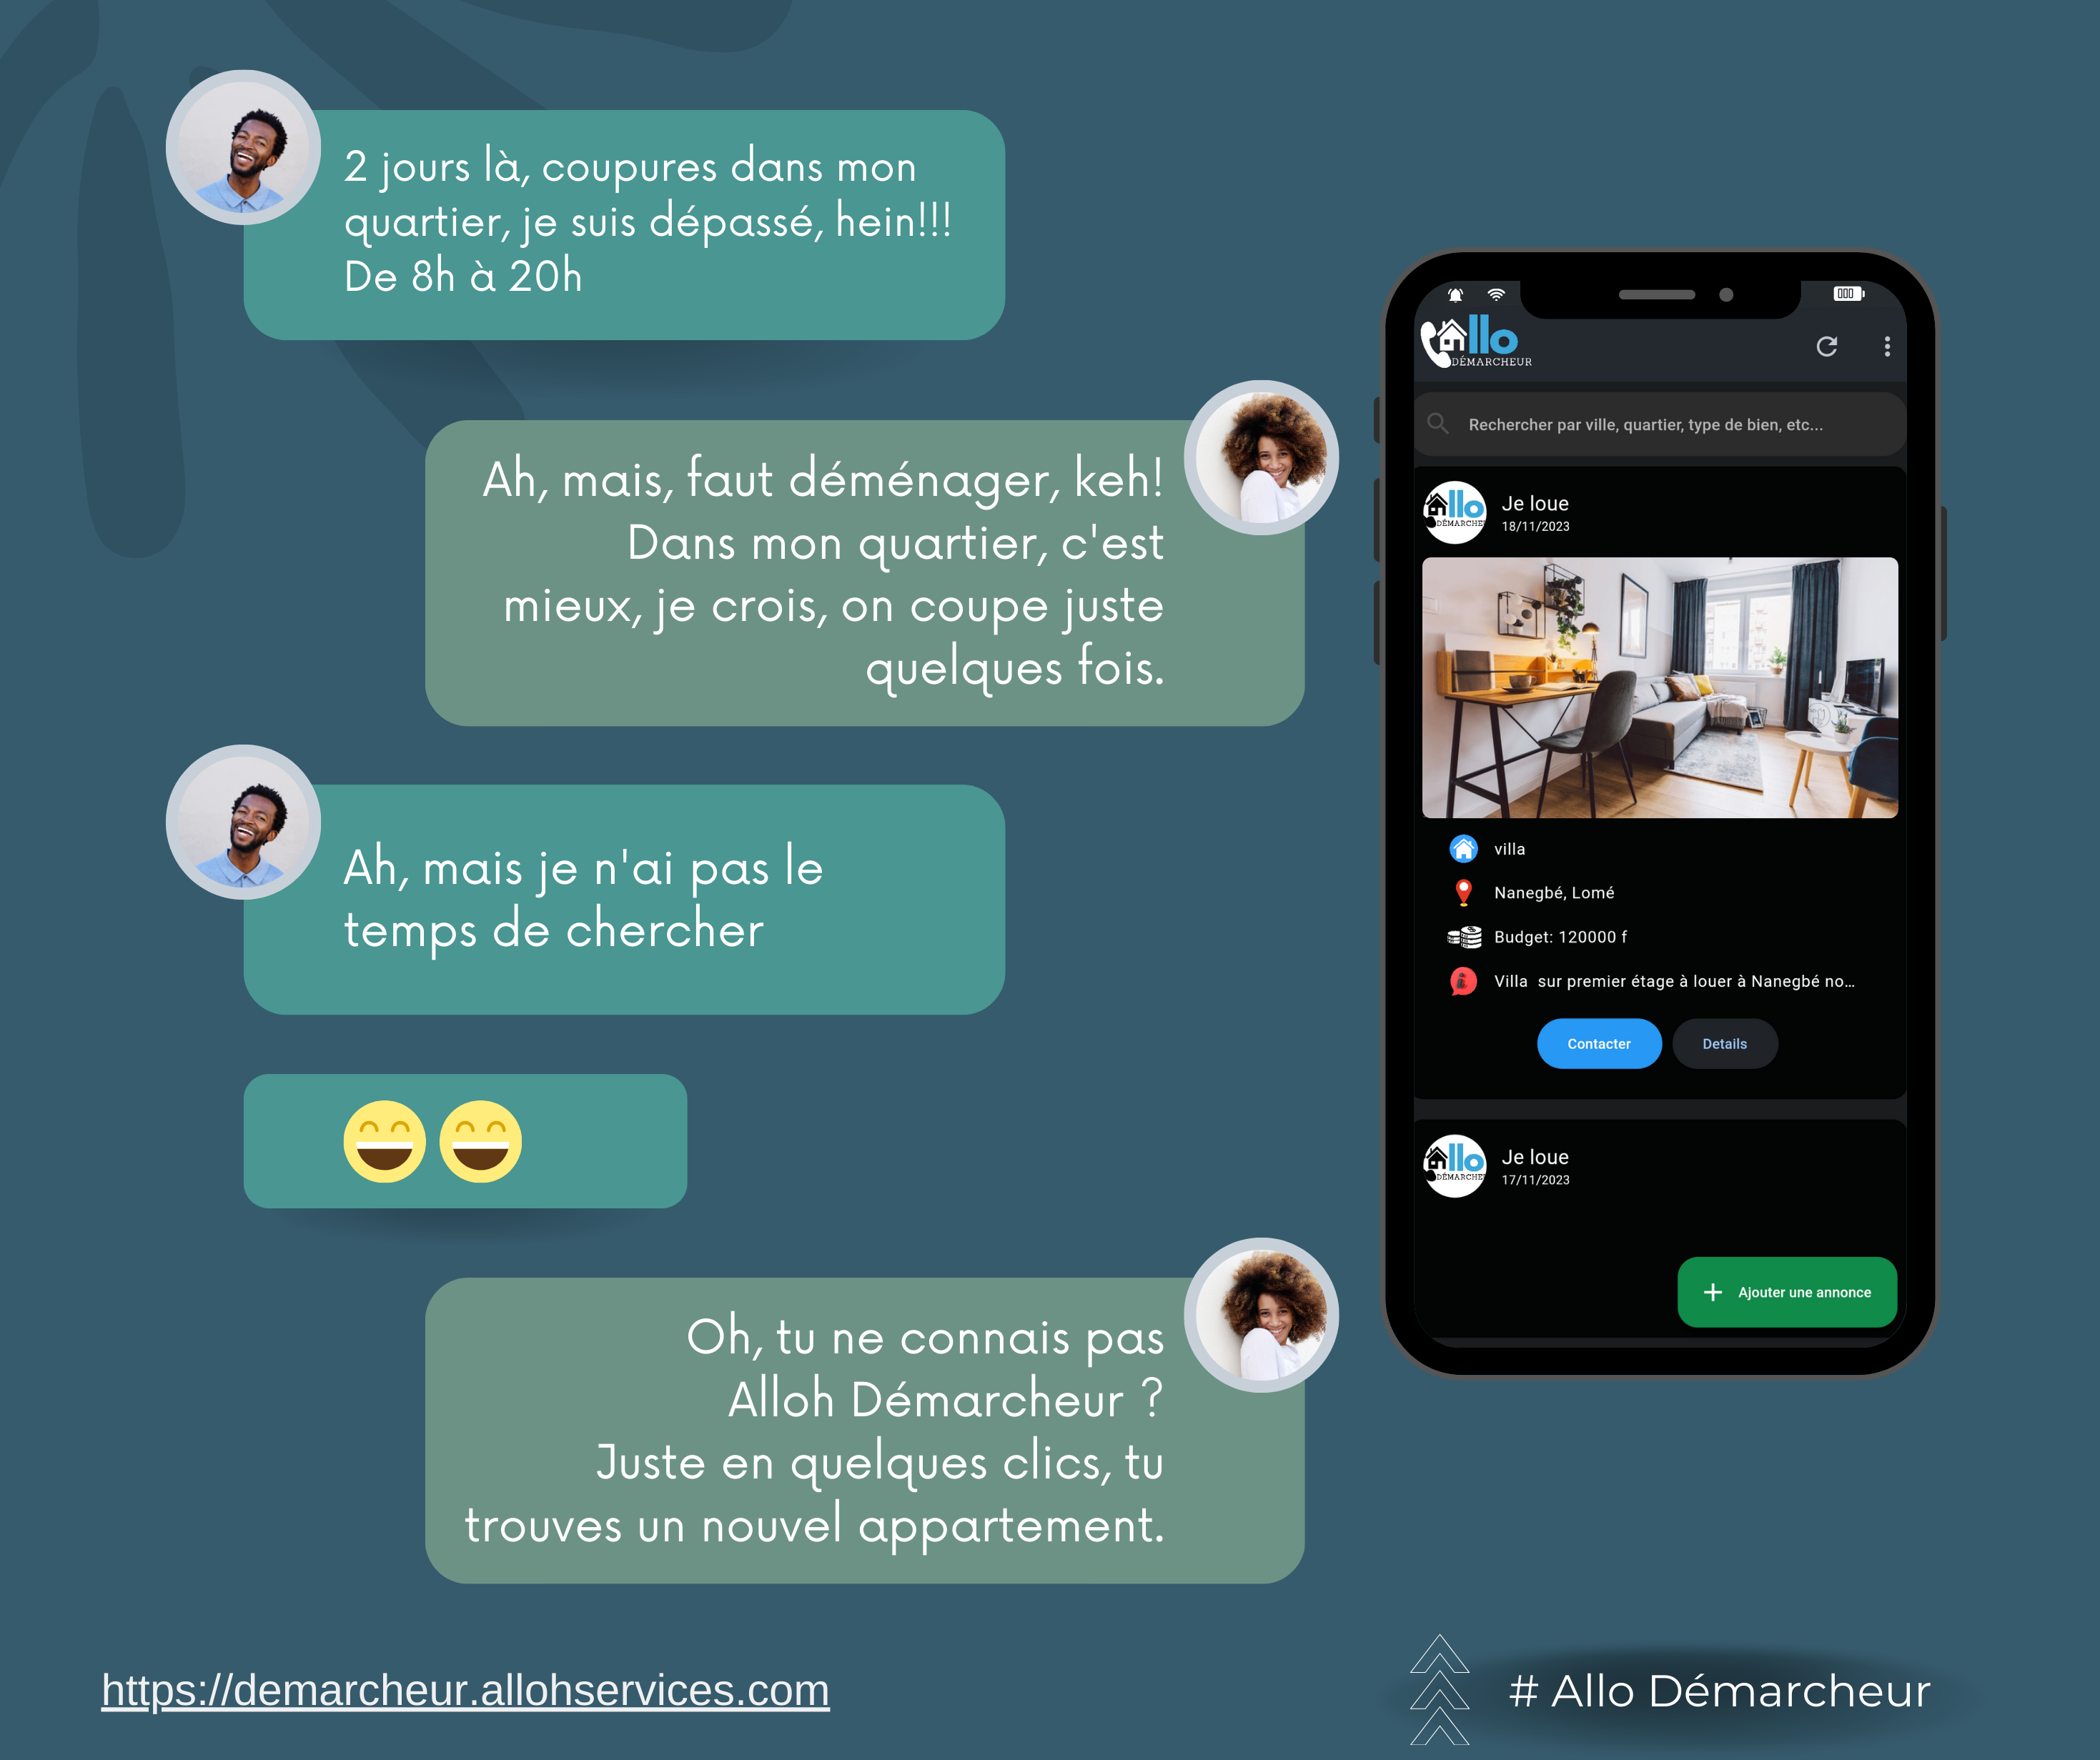 2 jours là, coupures dans mon
quartier, je suis dépassé, hein!!!
De 8h à 20h
Ah, mais, faut déménager, keh!
Dans mon quartier, c'est
mieux, je crois, on coupe juste
quelques fois.
Ah, mais je n'ai pas le
temps de chercher
Oh, tu ne connais pas
Alloh Démarcheur ?
Juste en quelques clics, tu
trouves un nouvel appartement.
llo
DÉMARCHEUR
Rechercher par ville, quartier, type de bien, etc...
llo
DÉMARCHE
Je loue
18/11/2023
villa
Nanegbé, Lomé
Budget: 120000 f
Villa sur premier étage à louer à Nanegbé no...
Contacter
Details
llo
DÉMARCHE
Je loue
17/11/2023
+ Ajouter une annonce
https://demarcheur.allohservices.com
# Allo Démarcheur